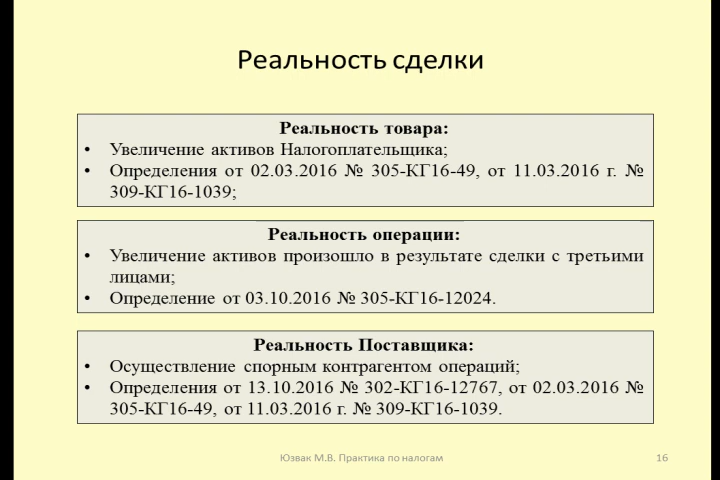 Реальность сделки
Реальность товара:
• Увеличение активов Налогоплательщика;
• Определения от 02.03.2016 № 305-КГ16-49, от 11.03.2016 г. №
309-КГ16-1039;
Реальность операции:
• Увеличение активов произошло в результате сделки с третьими
лицами;
• Определение от 03.10.2016 № 305-КГ16-12024.
Реальность Поставщика:
• Осуществление спорным контрагентом операций;
• Определения от 13.10.2016 № 302-КГ16-12767, от 02.03.2016 №
305-КГ16-49, от 11.03.2016 г. № 309-КГ16-1039.
Юзвак М.В. Практика по налогам 16